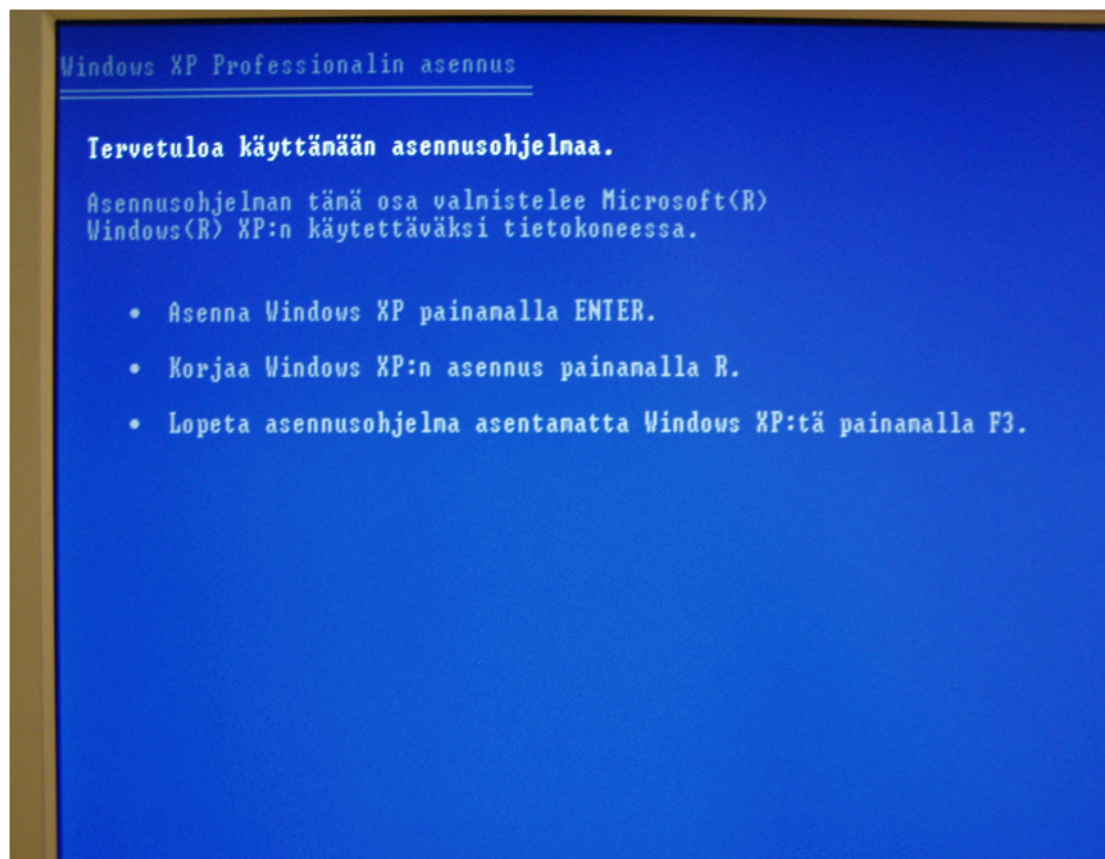 Windows XP Professionalin asennus
Tervetuloa käyttämään asennusohjelmaa.
Asennusohjelman tämä osa valmistelee Microsoft(R)
Windows(R) XP:n käytettäväksi tietokoneessa.
• Asenna Windows XP painamalla ENTER.
• Korjaa Windows XP:n asennus painamalla R.
• Lopeta asennusohjelma asentamatta Windows XP:tä painamalla F3.